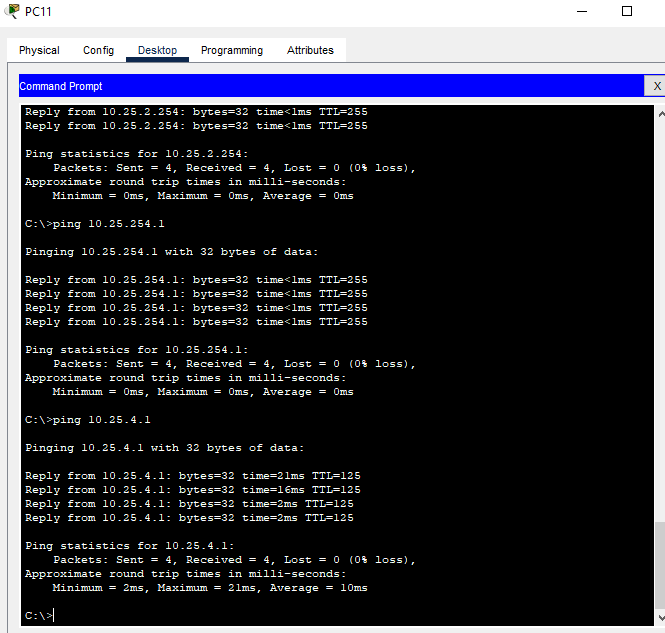 PC11
Physical Config Desktop Programming Attributes
Command Prompt
X
Reply from 10.25.2.254: bytes=32 time<1ms TTL=255
Reply from 10.25.2.254: bytes=32 time<1ms TTL=255
Ping statistics for 10.25.2.254:
Packets: Sent = 4, Received = 4, Lost = 0 (0% loss),
Approximate round trip times in milli-seconds:
Minimum = 0ms, Maximum = 0ms, Average = 0ms
C:\>ping 10.25.254.1
Pinging 10.25.254.1 with 32 bytes of data:
Reply from 10.25.254.1: bytes=32 time<1ms TTL=255
Reply from 10.25.254.1: bytes=32 time<1ms TTL=255
Reply from 10.25.254.1: bytes=32 time<1ms TTL=255
Reply from 10.25.254.1: bytes=32 time<1ms TTL=255
Ping statistics for 10.25.254.1:
Packets: Sent = 4, Received = 4, Lost = 0 (0% loss),
Approximate round trip times in milli-seconds:
Minimum = 0ms, Maximum = 0ms, Average = 0ms
C:\>ping 10.25.4.1
Pinging 10.25.4.1 with 32 bytes of data:
Reply from 10.25.4.1: bytes=32 time=21ms TTL=125
Reply from 10.25.4.1: bytes=32 time=16ms TTL=125
Reply from 10.25.4.1: bytes=32 time=2ms TTL=125
Reply from 10.25.4.1: bytes=32 time=2ms TTL=125
Ping statistics for 10.25.4.1:
Packets: Sent = 4, Received = 4, Lost = 0 (0% loss),
Approximate round trip times in milli-seconds:
Minimum = 2ms, Maximum = 21ms, Average = 10ms
C:\>